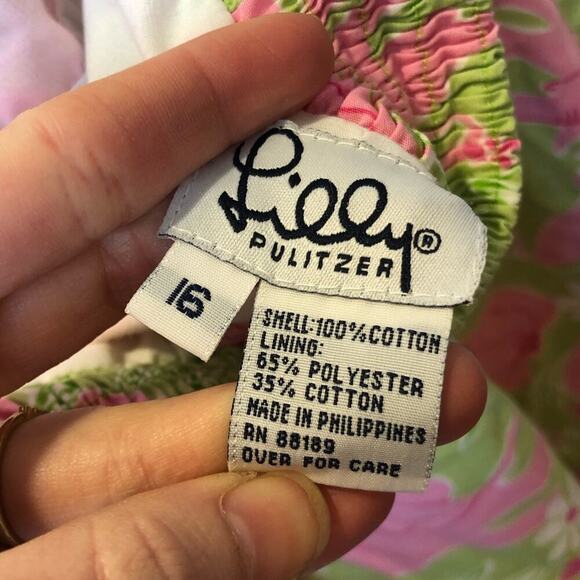 Lilly®
PULITZER
16
SHELL:100%COTTON
LINING:
65% POLYESTER
35% COTTON
MADE IN PHILIPPINES
RN 88189
OVER FOR CARE